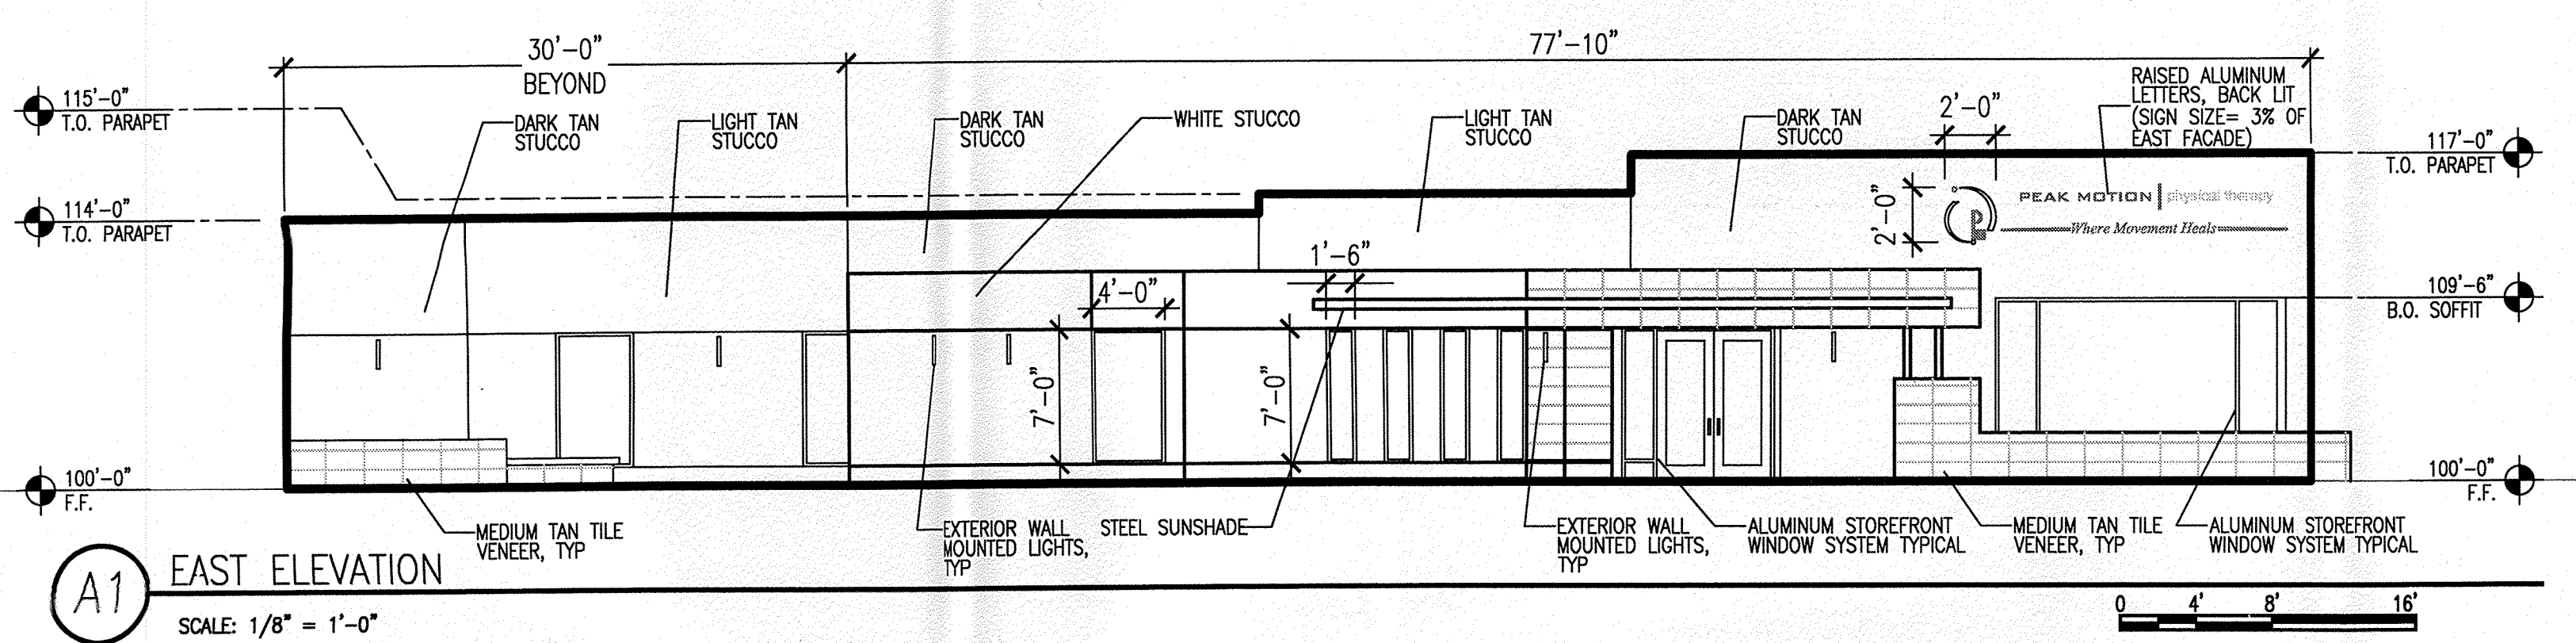 30'-0"
BEYOND
77'-10"
115'-0"
T.O. PARAPET
DARK TAN
STUCCO
LIGHT TAN
STUCCO
DARK TAN
STUCCO
WHITE STUCCO
LIGHT TAN
STUCCO
DARK TAN
STUCCO
2'-0"
RAISED ALUMINUM
LETTERS, BACK LIT
(SIGN SIZE= 3% OF
EAST FACADE)
117'-0"
T.O. PARAPET
114'-0"
T.O. PARAPET
2'-0"
PEAK MOTION physical therapy
Where Movement Heals
1'-6"
4'-0"
109'-6"
B.O. SOFFIT
7'-0"
7'-0"
100'-0"
F.F.
100'-0"
F.F.
MEDIUM TAN TILE
VENEER, TYP
EXTERIOR WALL
MOUNTED LIGHTS,
TYP
STEEL SUNSHADE
EXTERIOR WALL
MOUNTED LIGHTS,
TYP
ALUMINUM STOREFRONT
WINDOW SYSTEM TYPICAL
MEDIUM TAN TILE
VENEER, TYP
ALUMINUM STOREFRONT
WINDOW SYSTEM TYPICAL
A1
EAST ELEVATION
SCALE: 1/8" = 1'-0"
0 4' 8' 16'